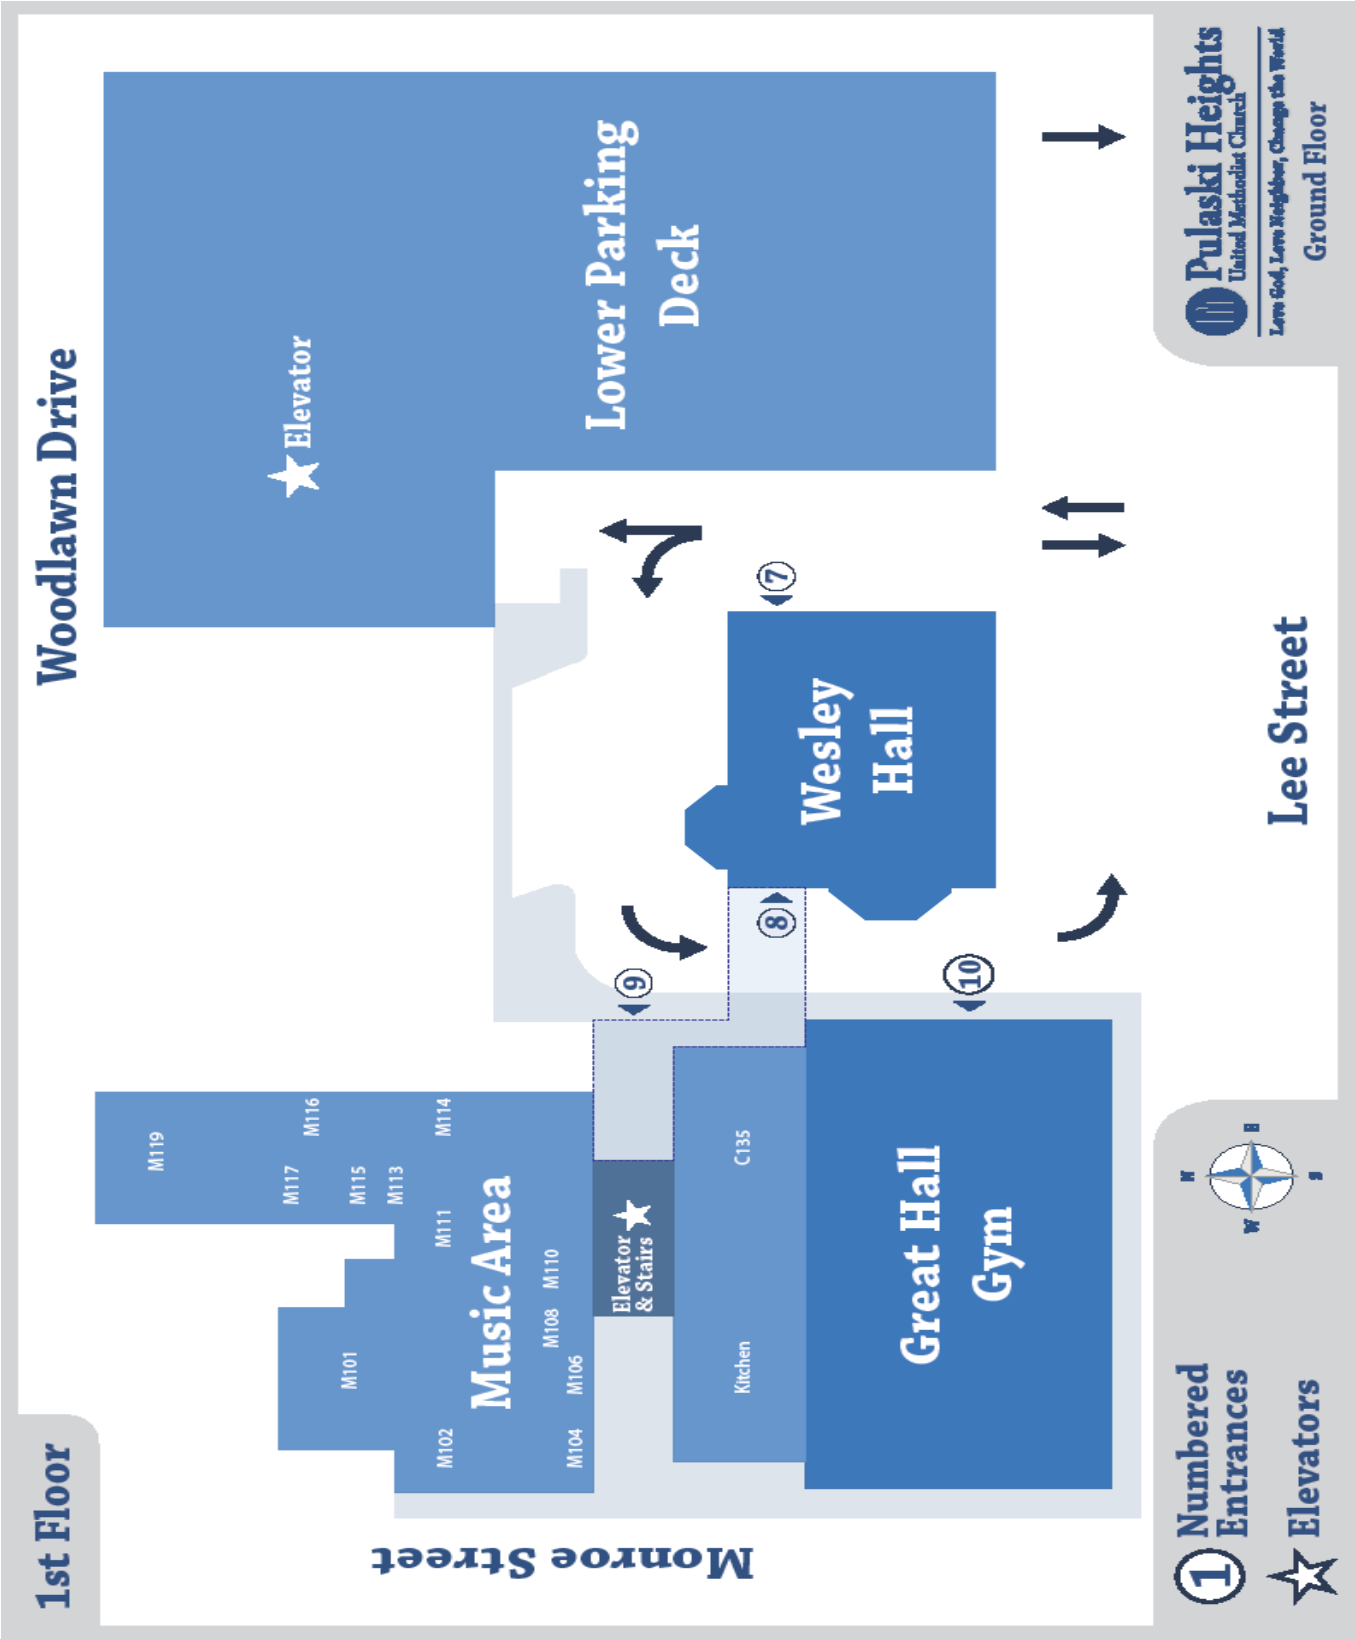 1st Floor
Woodlawn Drive
Monroe Street
M119
M116
M117
M115
M113
M114
M111
M101
M102
Music Area
M110
M108
M106
M104
Elevator
& Stairs
C135
Kitchen
Great Hall
Gym
9
8
10
7
Wesley
Hall
Elevator
Lower Parking
Deck
Lee Street
1
Numbered
Entrances
Elevators
N
E
S
W
Pulaski Heights
United Methodist Church
Love God, Love Neighbor, Change the World
Ground Floor